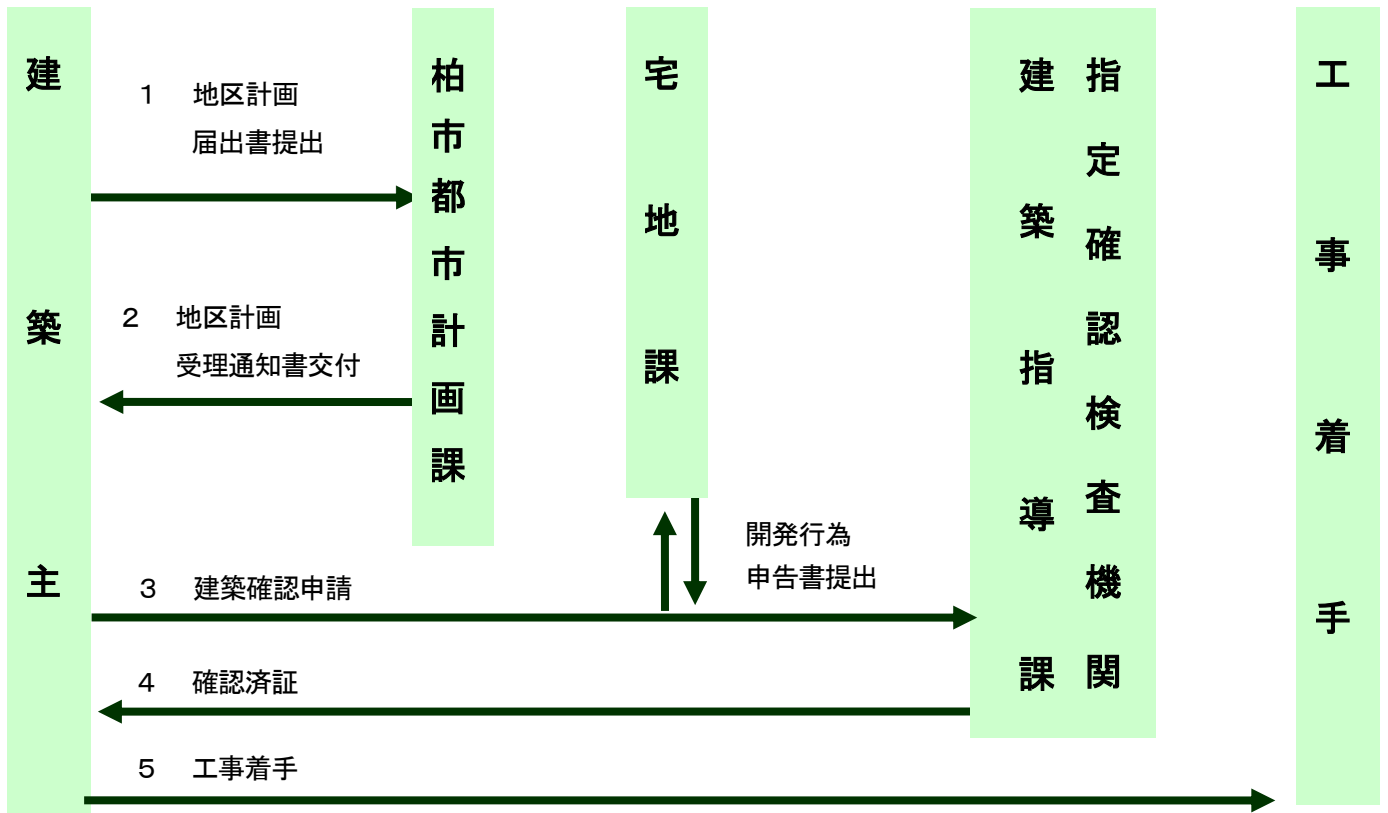 建築主
1 地区計画
届出書提出
2 地区計画
受理通知書交付
柏市都市計画課
宅地課
開発行為
申告書提出
3 建築確認申請
4 確認済証
5 工事着手
指定確認検査機関
建築指導課
工事着手